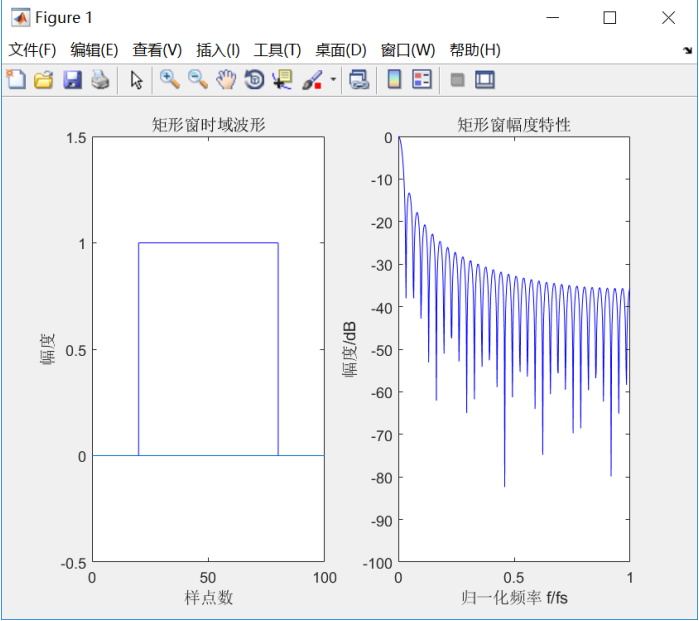 Figure 1
文件(F) 编辑(E) 查看(V) 插入(I) 工具(T) 桌面(D) 窗口(W) 帮助(H)
矩形窗时域波形
1.5
1
0.5
0
-0.5
幅度
0 50 100
样点数
矩形窗幅度特性
0
-10
-20
-30
-40
-50
-60
-70
-80
-90
-100
幅度/dB
0 0.5 1
归一化频率 f/fs